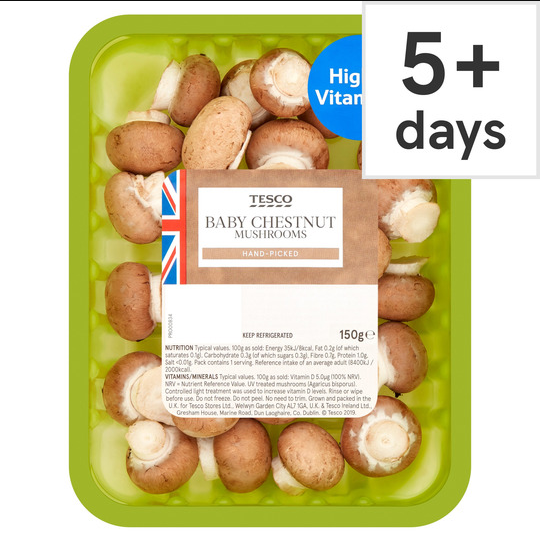 5+
days
Hig
Vitam
TESCO
BABY CHESTNUT
MUSHROOMS
HAND-PICKED
PROD0834
KEEP REFRIGERATED
150g℮
NUTRITION Typical values. 100g as sold: Energy 35kJ/8kcal, Fat 0.2g (of which
saturates 0.1g), Carbohydrate 0.3g (of which sugars 0.3g), Fibre 0.7g, Protein 1.0g,
Salt <0.01g. Pack contains 1 serving. Reference intake of an average adult (8400kJ /
2000kcal).
VITAMINS/MINERALS Typical values. 100g as sold: Vitamin D 5.0µg (100% NRV).
NRV = Nutrient Reference Value. UV treated mushrooms (Agaricus bisporus).
Controlled light treatment was used to increase vitamin D levels. Rinse or wipe
before use. Do not freeze. Do not peel. No need to trim. Grown and packed in the
U.K. for Tesco Stores Ltd., Welwyn Garden City AL7 1GA, U.K. & Tesco Ireland Ltd.,
Gresham House, Marine Road, Dun Laoghaire, Co. Dublin. © Tesco 2019.